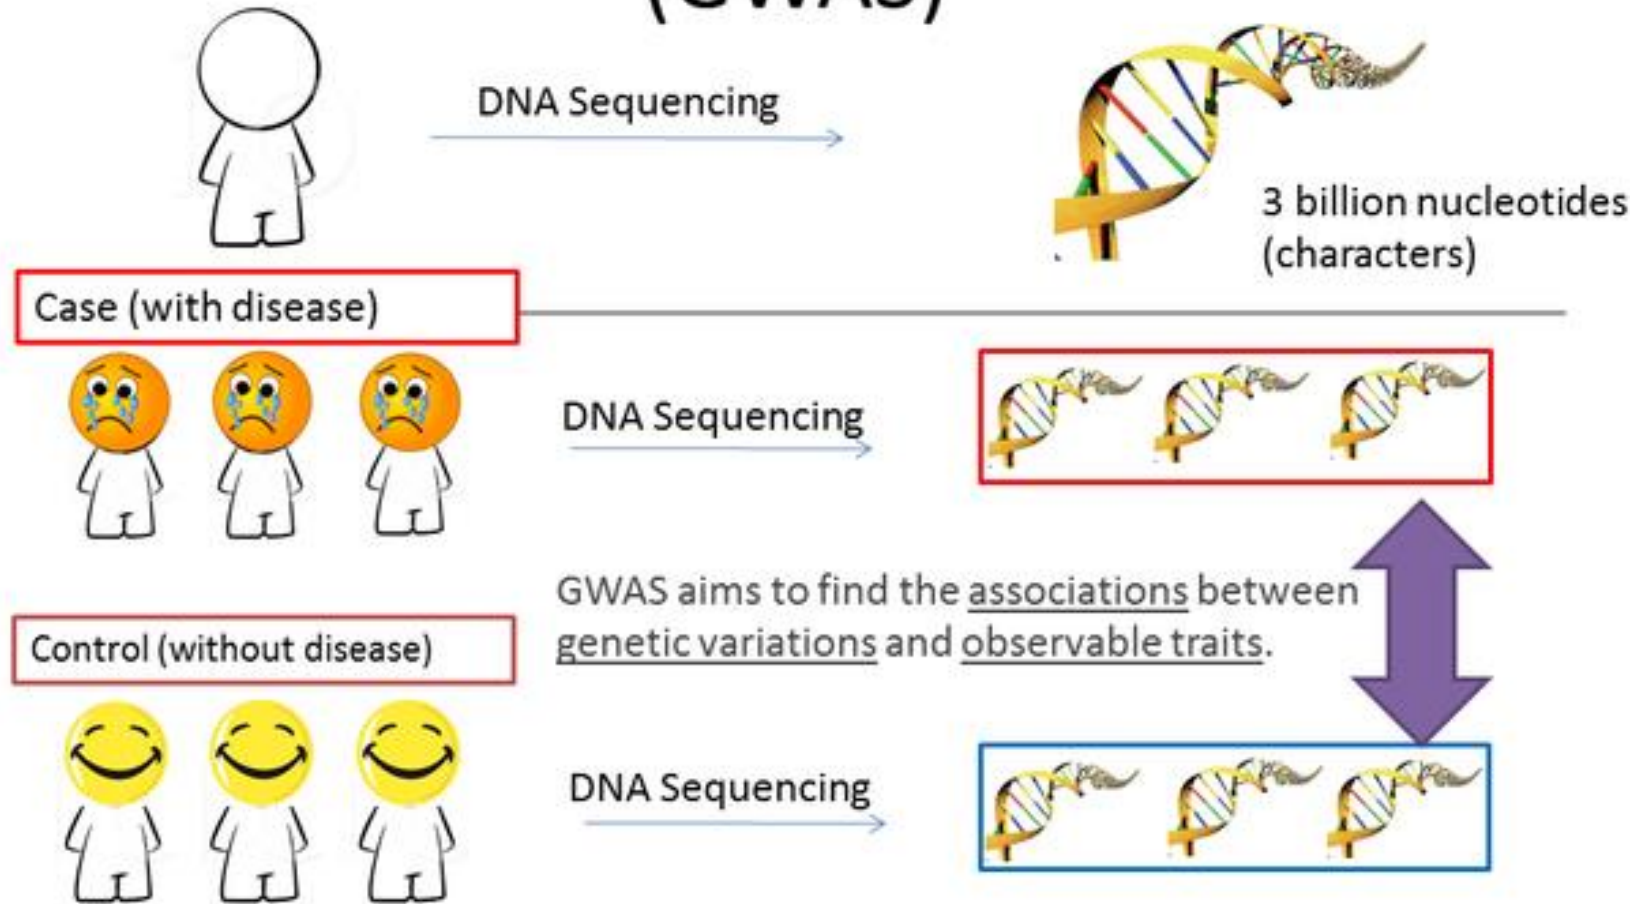 (GWAS)
DNA Sequencing
3 billion nucleotides
(characters)
Case (with disease)
DNA Sequencing
GWAS aims to find the associations between
genetic variations and observable traits.
Control (without disease)
DNA Sequencing